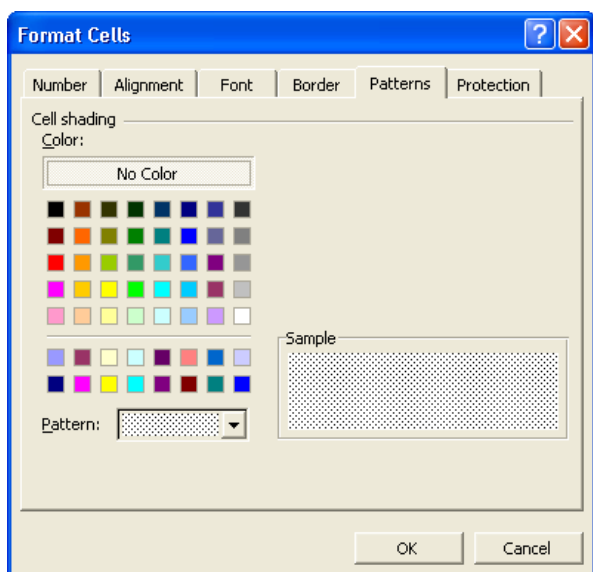 Format Cells
Number Alignment Font Border Patterns Protection
Cell shading
Color:
No Color
Sample
Pattern:
OK Cancel